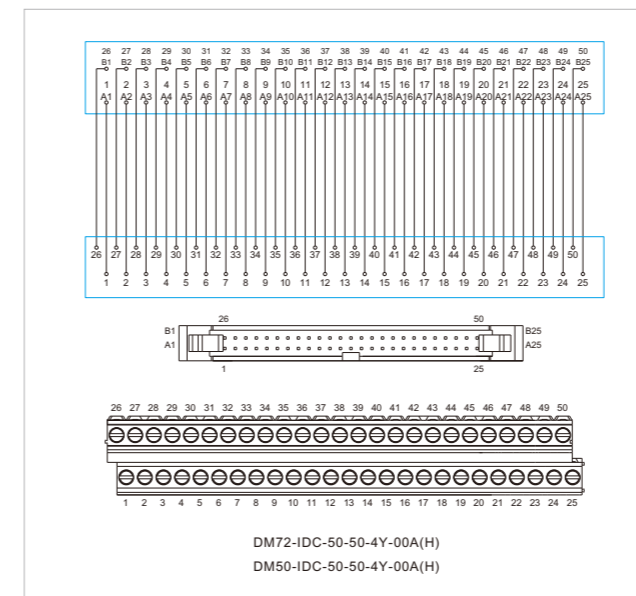 26 27 28 29 30 31 32 33 34 35 36 37 38 39 40 41 42 43 44 45 46 47 48 49 50
B1 B2 B3 B4 B5 B6 B7 B8 B9 B10 B11 B12 B13 B14 B15 B16 B17 B18 B19 B20 B21 B22 B23 B24 B25
1 2 3 4 5 6 7 8 9 10 11 12 13 14 15 16 17 18 19 20 21 22 23 24 25
A1 A2 A3 A4 A5 A6 A7 A8 A9 A10 A11 A12 A13 A14 A15 A16 A17 A18 A19 A20 A21 A22 A23 A24 A25
26 27 28 29 30 31 32 33 34 35 36 37 38 39 40 41 42 43 44 45 46 47 48 49 50
1 2 3 4 5 6 7 8 9 10 11 12 13 14 15 16 17 18 19 20 21 22 23 24 25
26 50
B1 B25
A1 A25
1 25
26 27 28 29 30 31 32 33 34 35 36 37 38 39 40 41 42 43 44 45 46 47 48 49 50
1 2 3 4 5 6 7 8 9 10 11 12 13 14 15 16 17 18 19 20 21 22 23 24 25
DM72-IDC-50-50-4Y-00A(H)
DM50-IDC-50-50-4Y-00A(H)